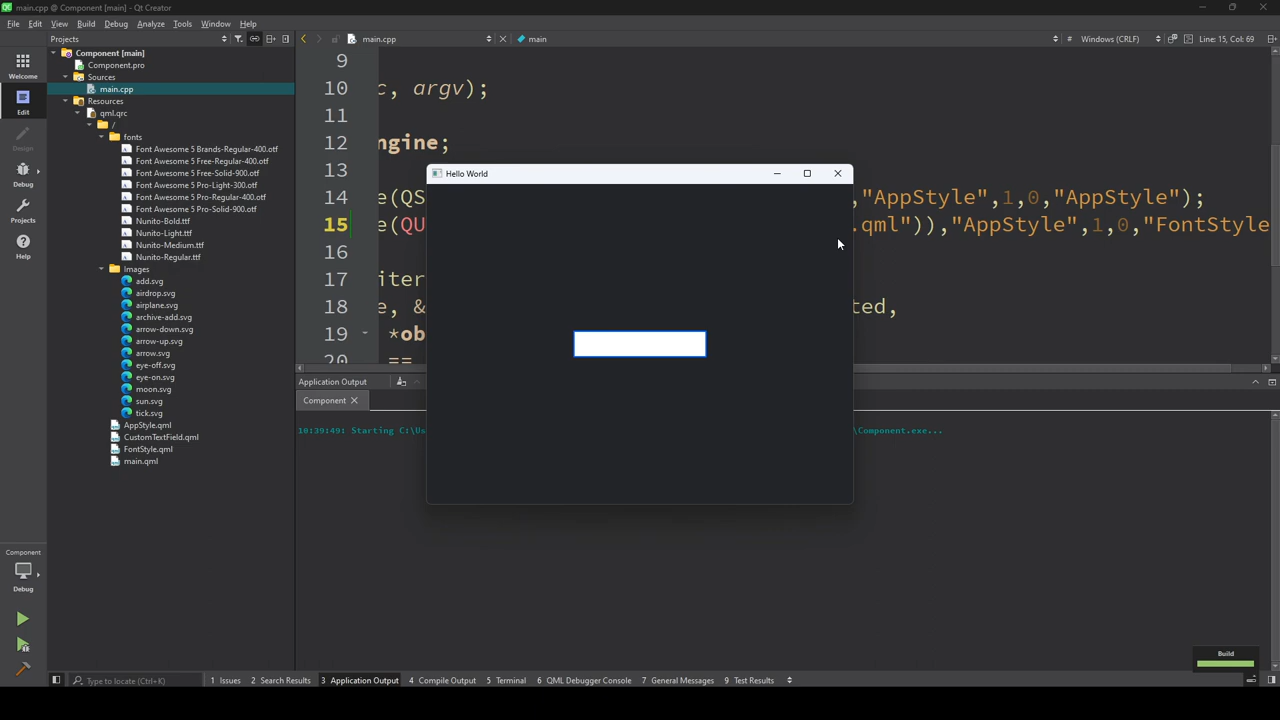 main.cpp @ Component [main] - Qt Creator
File Edit View Build Debug Analyze Tools Window Help
Projects
main.cpp
main
# Windows (CRLF)
Line: 15, Col: 69
Welcome
Edit
Design
Debug
Projects
Help
Component
Debug
Component [main]
Component.pro
Sources
main.cpp
Resources
qml.qrc
/
fonts
Font Awesome 5 Brands-Regular-400.otf
Font Awesome 5 Free-Regular-400.otf
Font Awesome 5 Free-Solid-900.otf
Font Awesome 5 Pro-Light-300.otf
Font Awesome 5 Pro-Regular-400.otf
Font Awesome 5 Pro-Solid-900.otf
Nunito-Bold.ttf
Nunito-Light.ttf
Nunito-Medium.ttf
Nunito-Regular.ttf
Images
add.svg
airdrop.svg
airplane.svg
archive-add.svg
arrow-down.svg
arrow-up.svg
arrow.svg
eye-off.svg
eye-on.svg
moon.svg
sun.svg
tick.svg
AppStyle.qml
CustomTextField.qml
FontStyle.qml
main.qml
9
10 c, argv);
11
12 ngine;
13
14 e(QS ,"AppStyle",1,0,"AppStyle");
15 e(QU .qml")),"AppStyle",1,0,"FontStyle
16
17 iter
18 e, & ted,
19 *ob
20 ==
Hello World
Application Output
Component
10:39:49: Starting C:\Us \Component.exe...
Build
Type to locate (Ctrl+K)
1 Issues 2 Search Results 3 Application Output 4 Compile Output 5 Terminal 6 QML Debugger Console 7 General Messages 9 Test Results